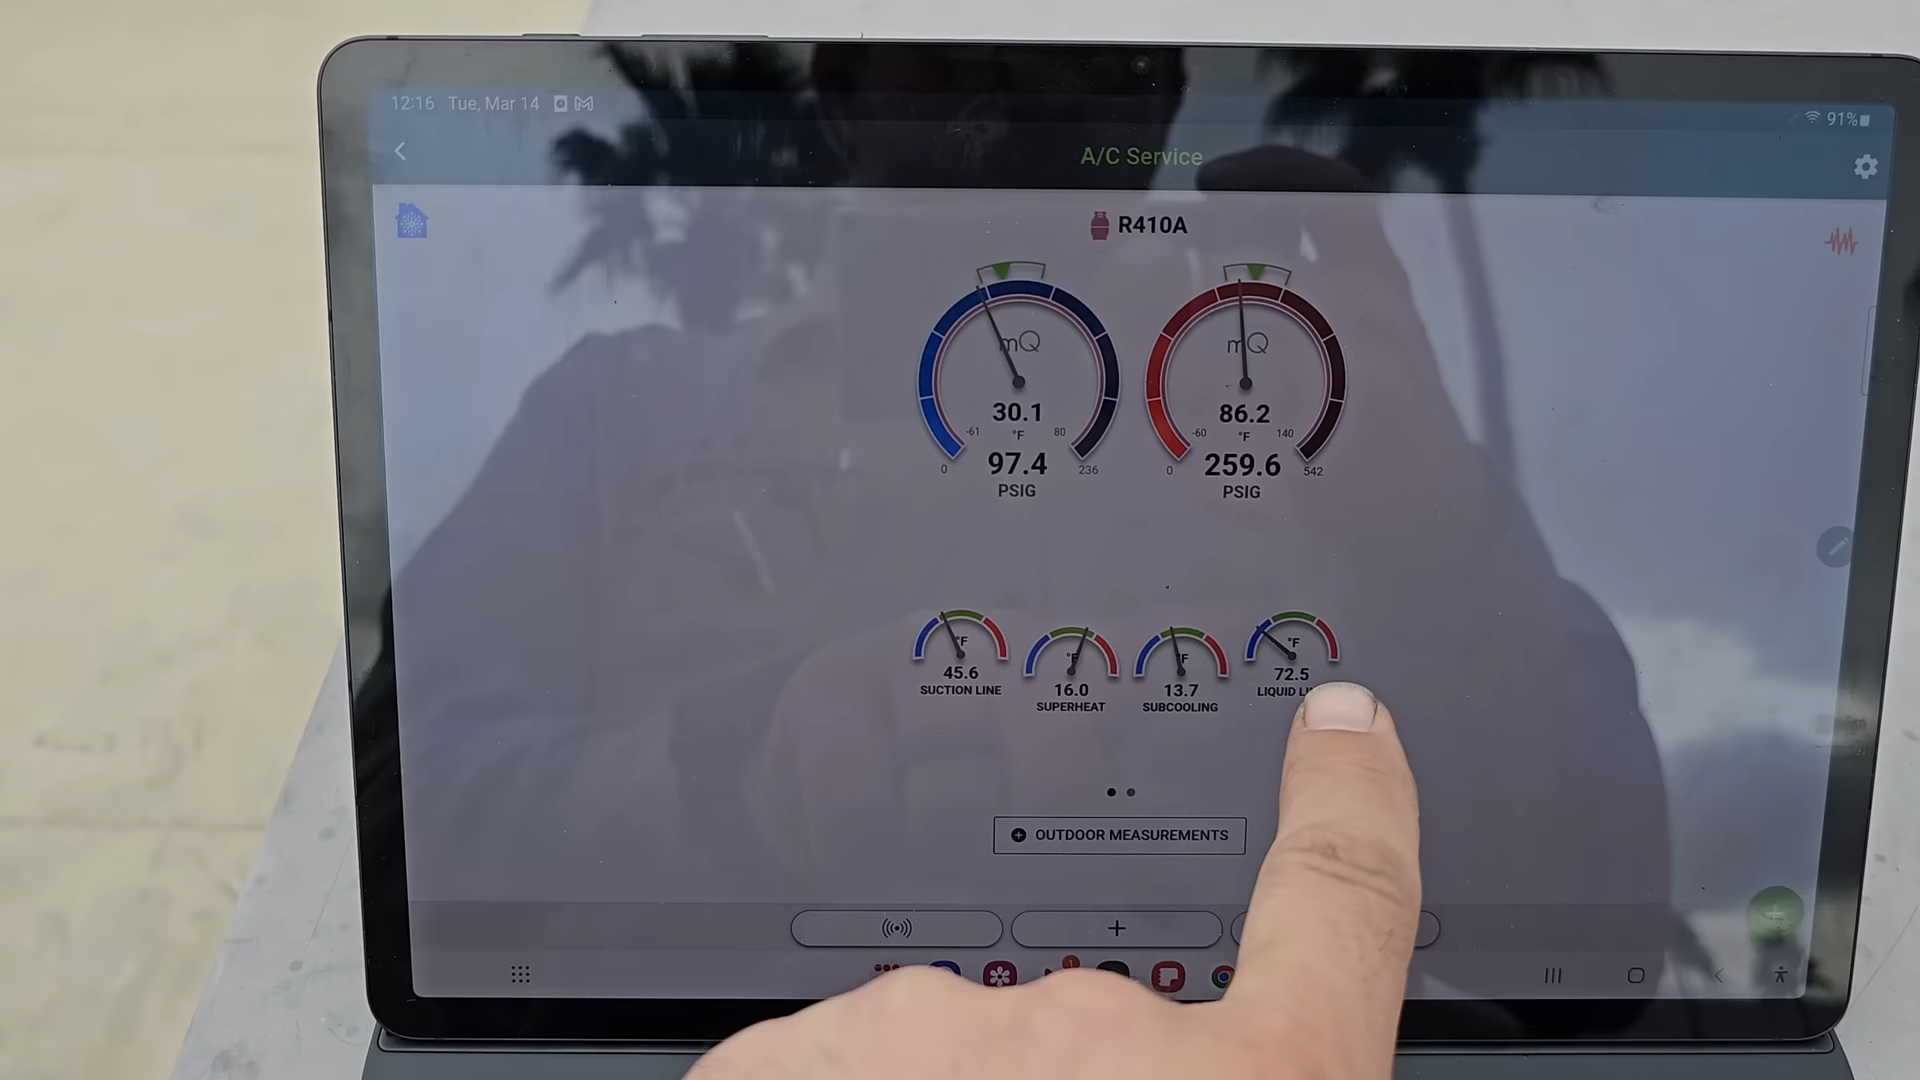 12:16 Tue, Mar 14
91%
A/C Service
R410A
mQ
mQ
30.1
86.2
-61 °F 80
-60 °F 140
0 97.4 236
0 259.6 542
PSIG
PSIG
°F
°F
°F
°F
45.6
16.0
13.7
72.5
SUCTION LINE
SUPERHEAT
SUBCOOLING
LIQUID
+ OUTDOOR MEASUREMENTS
+
1